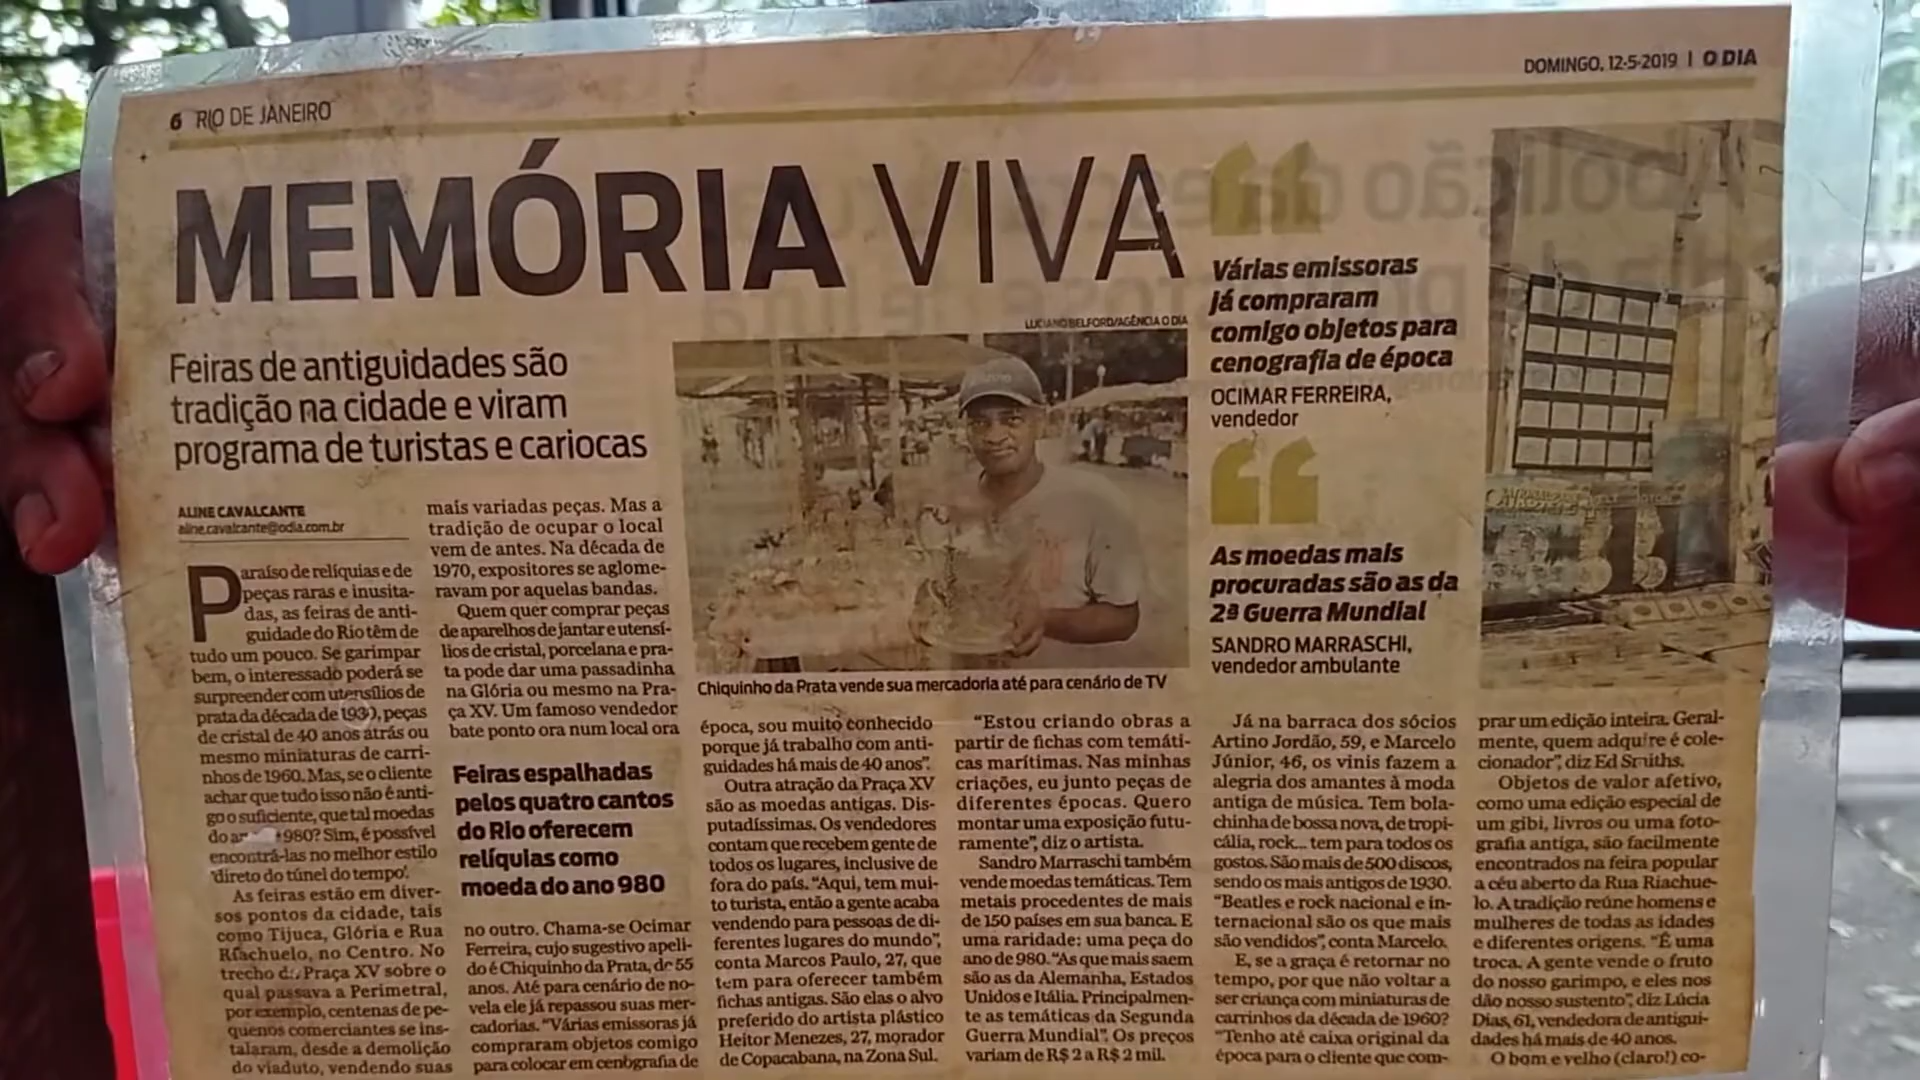 6 RIO DE JANEIRO
DOMINGO, 12-5-2019 | O DIA
MEMÓRIA VIVA
Feiras de antiguidades são
tradição na cidade e viram
programa de turistas e cariocas
ALINE CAVALCANTE
aline.cavalcante@odia.com.br
Paraíso de relíquias e de
peças raras e inusita-
das, as feiras de anti-
guidade do Rio têm de
tudo um pouco. Se garimpar
bem, o interessado poderá se
surpreender com utensílios de
prata da década de 1930, peças
de cristal de 40 anos atrás ou
mesmo miniaturas de carri-
nhos de 1960. Mas, se o cliente
achar que tudo isso não é anti-
go o suficiente, que tal moedas
do 980? Sim, é possível
encontrá-las no melhor estilo
'direto do túnel do tempo'.
As feiras estão em diver-
sos pontos da cidade, tais
como Tijuca, Glória e Rua
Riachuelo, no Centro. No
trecho da Praça XV sobre o
qual passava a Perimetral,
por exemplo, centenas de pe-
quenos comerciantes se ins-
talaram, desde a demolição
do viaduto, vendendo suas
mais variadas peças. Mas a
tradição de ocupar o local
vem de antes. Na década de
1970, expositores se aglome-
ravam por aquelas bandas.
Quem quer comprar peças
de aparelhos de jantar e utensí-
lios de cristal, porcelana e pra-
ta pode dar uma passadinha
na Glória ou mesmo na Pra-
ça XV. Um famoso vendedor
bate ponto ora num local ora
Feiras espalhadas
pelos quatro cantos
do Rio oferecem
relíquias como
moeda do ano 980
no outro. Chama-se Ocimar
Ferreira, cujo sugestivo apeli-
do é Chiquinho da Prata, de 55
anos. Até para cenário de no-
vela ele já repassou suas mer-
cadorias. "Várias emissoras já
compraram objetos comigo
para colocar em cenografia de
LUCIANO BELFORD/AGÊNCIA O DIA
Chiquinho da Prata vende sua mercadoria até para cenário de TV
época, sou muito conhecido
porque já trabalho com anti-
guidades há mais de 40 anos".
Outra atração da Praça XV
são as moedas antigas. Dis-
putadíssimas. Os vendedores
contam que recebem gente de
todos os lugares, inclusive de
fora do país. "Aqui, tem mui-
to turista, então a gente acaba
vendendo para pessoas de di-
ferentes lugares do mundo",
conta Marcos Paulo, 27, que
tem para oferecer também
fichas antigas. São elas o alvo
preferido do artista plástico
Heitor Menezes, 27, morador
de Copacabana, na Zona Sul.
"Estou criando obras a
partir de fichas com temáti-
cas marítimas. Nas minhas
criações, eu junto peças de
diferentes épocas. Quero
montar uma exposição futu-
ramente", diz o artista.
Sandro Marraschi também
vende moedas temáticas. Tem
metais procedentes de mais
de 150 países em sua banca. E
uma raridade: uma peça do
ano de 980. "As que mais saem
são as da Alemanha, Estados
Unidos e Itália. Principalmen-
te as temáticas da Segunda
Guerra Mundial". Os preços
variam de R$ 2 a R$ 2 mil.
Várias emissoras
já compraram
comigo objetos para
cenografia de época
OCIMAR FERREIRA,
vendedor
As moedas mais
procuradas são as da
2ª Guerra Mundial
SANDRO MARRASCHI,
vendedor ambulante
Já na barraca dos sócios
Artino Jordão, 59, e Marcelo
Júnior, 46, os vinis fazem a
alegria dos amantes à moda
antiga de música. Tem bola-
chinha de bossa nova, de tropi-
cália, rock... tem para todos os
gostos. São mais de 500 discos,
sendo os mais antigos de 1930.
"Beatles e rock nacional e in-
ternacional são os que mais
são vendidos", conta Marcelo.
E, se a graça é retornar no
tempo, por que não voltar a
ser criança com miniaturas de
carrinhos da década de 1960?
"Tenho até caixa original da
época para o cliente que com-
prar um edição inteira. Geral-
mente, quem adquire é cole-
cionador", diz Ed Smiths.
Objetos de valor afetivo,
como uma edição especial de
um gibi, livros ou uma foto-
grafia antiga, são facilmente
encontrados na feira popular
a céu aberto da Rua Riachue-
lo. A tradição reúne homens e
mulheres de todas as idades
e diferentes origens. "É uma
troca. A gente vende o fruto
do nosso garimpo, e eles nos
dão nosso sustento", diz Lúcia
Dias, 61, vendedora de antigui-
dades há mais de 40 anos.
O bom e velho (claro!) co-